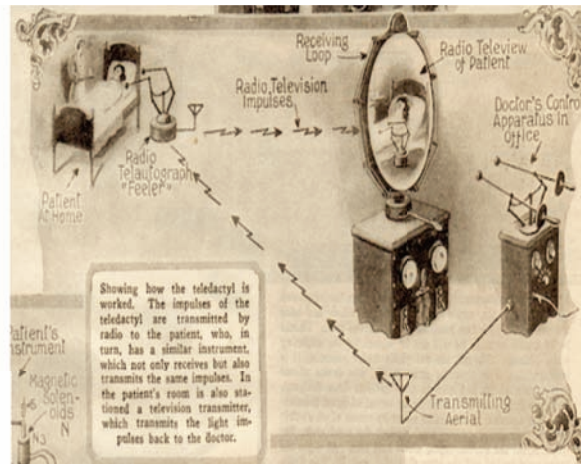 Receiving
Loop
Radio Teleview
of Patient
Radio Television
Impulses
Doctor's Control
Apparatus in
Office
Radio
Telautograph
"Feeler"
Patient
At Home
Showing how the teledactyl is
worked. The impulses of the
teledactyl are transmitted by
radio to the patient, who, in
turn, has a similar instrument,
which not only receives but also
transmits the same impulses. In
the patient's room is also sta-
tioned a television transmitter,
which transmits the light im-
pulses back to the doctor.
Patient's
Instrument
Magnetic
Solen-
oids
N
N3
Transmitting
Aerial